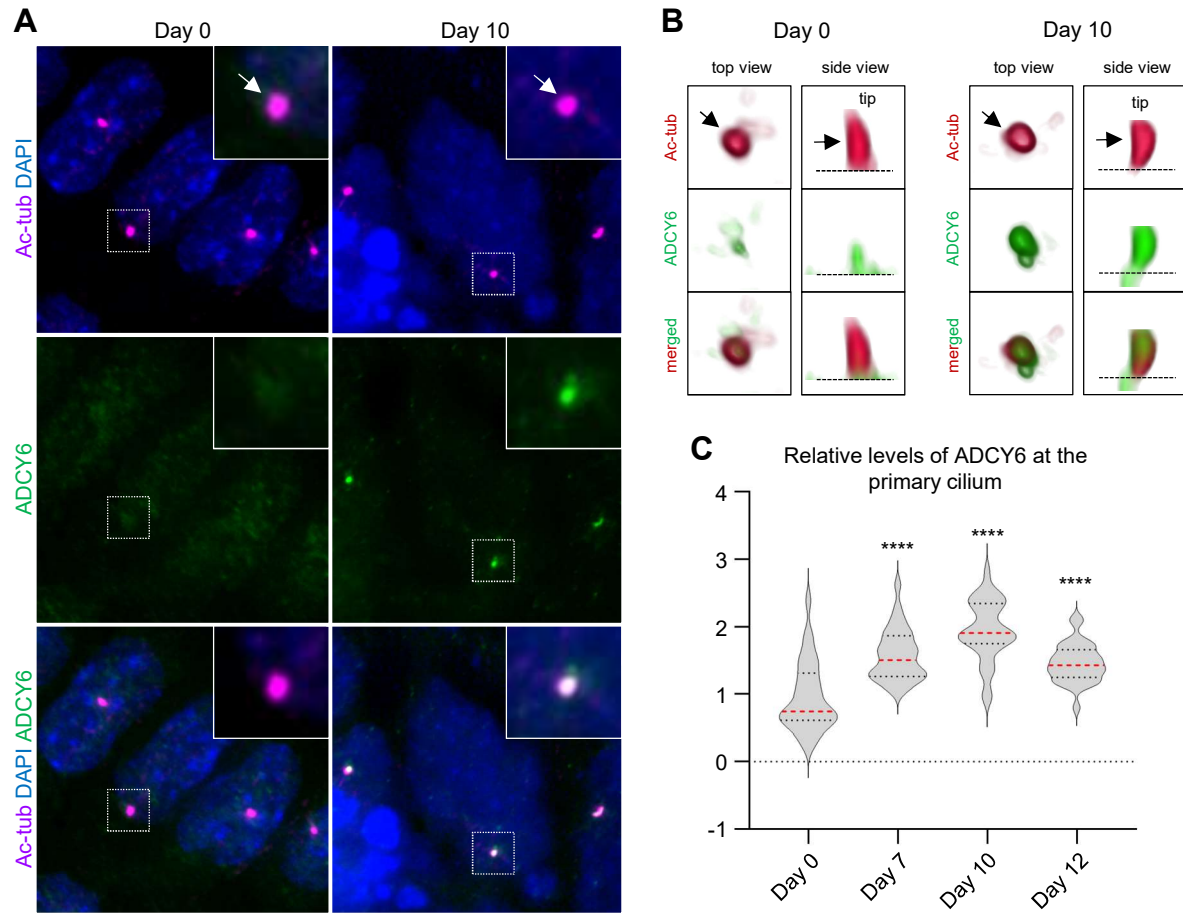 A
Day 0
Day 10
Ac-tub DAPI
ADCY6
Ac-tub DAPI ADCY6
B
Day 0
Day 10
top view
side view
top view
side view
Ac-tub
tip
Ac-tub
tip
ADCY6
ADCY6
merged
merged
C
Relative levels of ADCY6 at the
primary cilium
4
3
2
1
0
-1
****
****
****
Day 0
Day 7
Day 10
Day 12